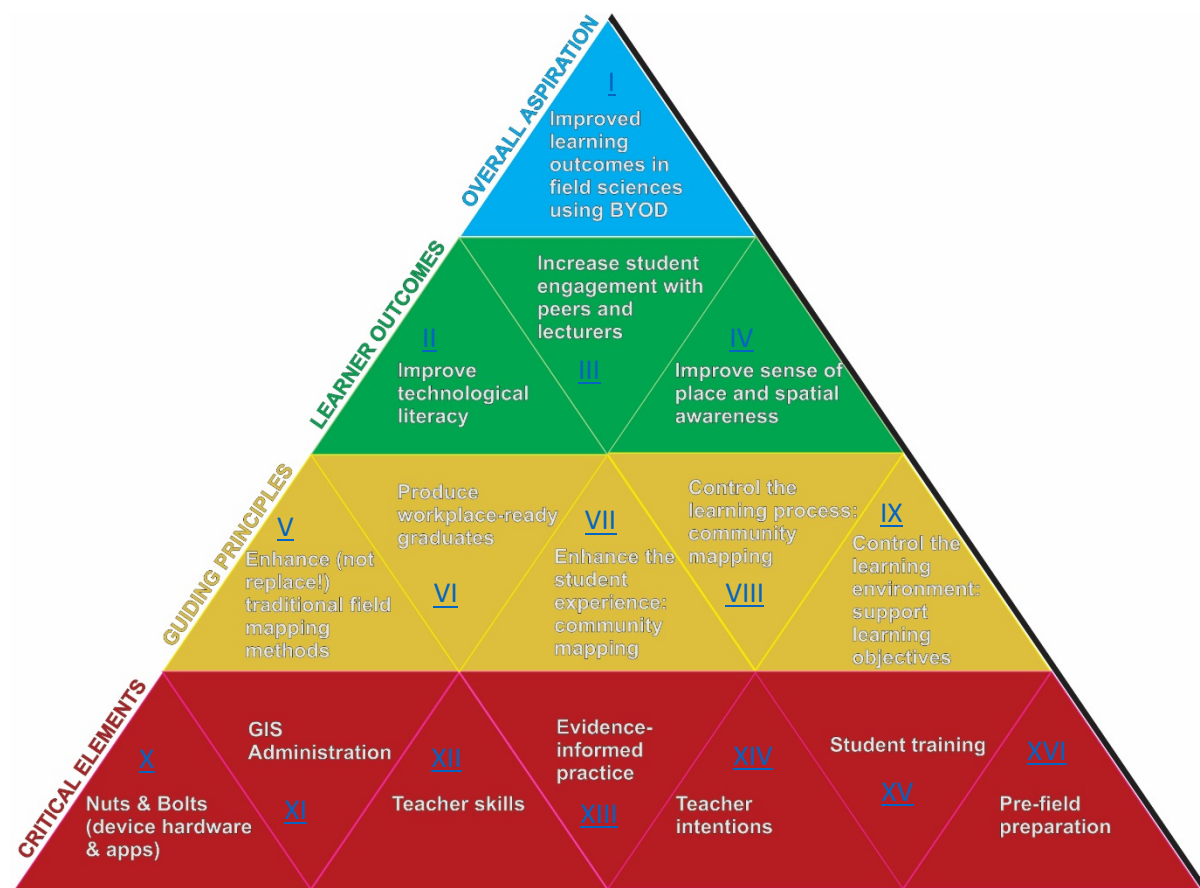 OVERALL ASPIRATION
I
Improved
learning
outcomes in
field sciences
using BYOD
LEARNER OUTCOMES
II
Improve
technological
literacy
Increase student
engagement with
peers and
lecturers
III
IV
Improve sense of
place and spatial
awareness
GUIDING PRINCIPLES
V
Enhance (not
replace!)
traditional field
mapping
methods
Produce
workplace-ready
graduates
VI
VII
Enhance the
student
experience:
community
mapping
Control the
learning process:
community
mapping
VIII
IX
Control the
learning
environment:
support
learning
objectives
CRITICAL ELEMENTS
X
Nuts & Bolts
(device hardware
& apps)
GIS
Administration
XI
XII
Teacher skills
Evidence-
informed
practice
XIII
XIV
Teacher
intentions
Student training
XV
XVI
Pre-field
preparation